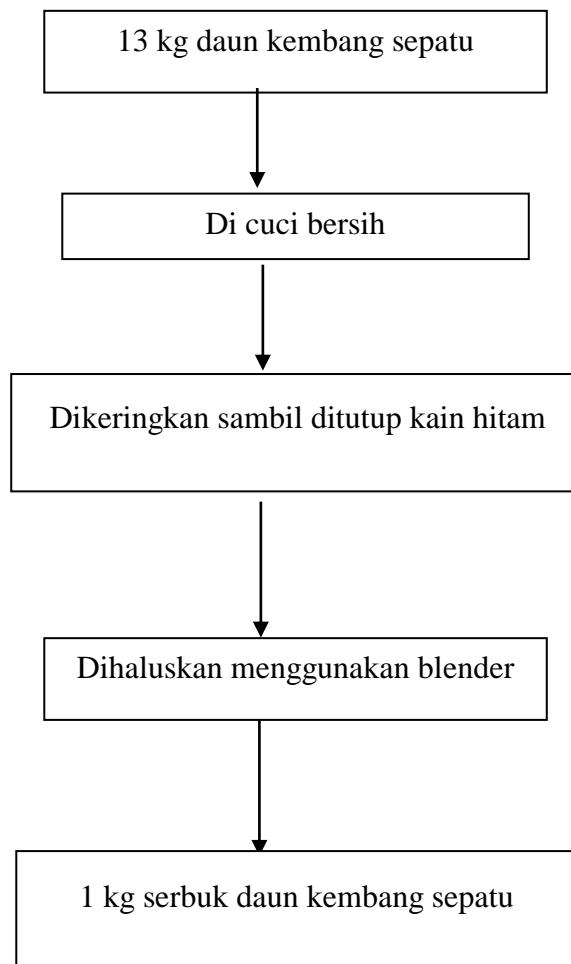 13 kg daun kembang sepatu
Di cuci bersih
Dikeringkan sambil ditutup kain hitam
Dihaluskan menggunakan blender
1 kg serbuk daun kembang sepatu